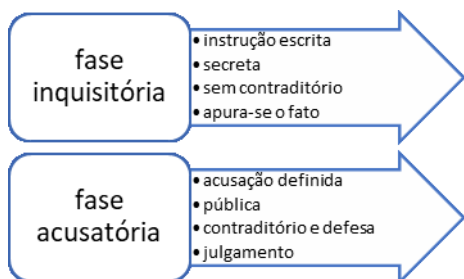 fase
inquisitória
• instrução escrita
• secreta
• sem contraditório
• apura-se o fato
fase
acusatória
• acusação definida
• pública
• contraditório e defesa
• julgamento